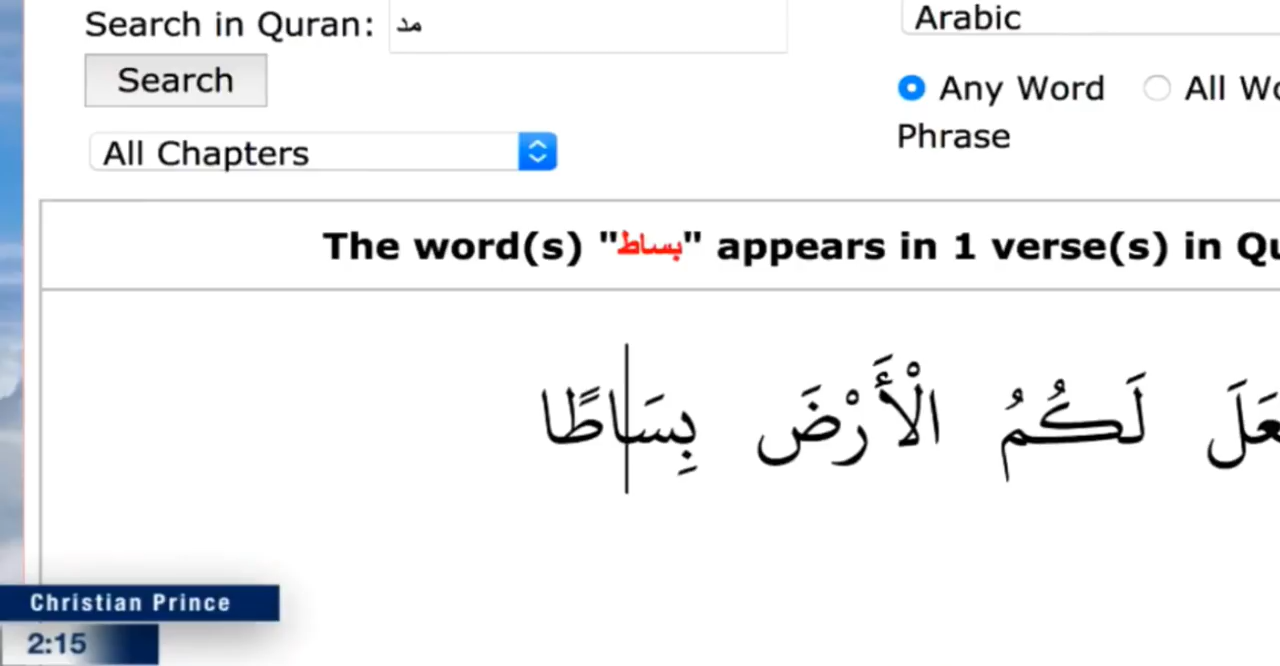 Search in Quran: مد
Arabic
Search
Any Word All Wo
Phrase
All Chapters
The word(s) "بساط" appears in 1 verse(s) in Qu
عَلَ لَكُمُ الْأَرْضَ بِسَاطًا
Christian Prince
2:15